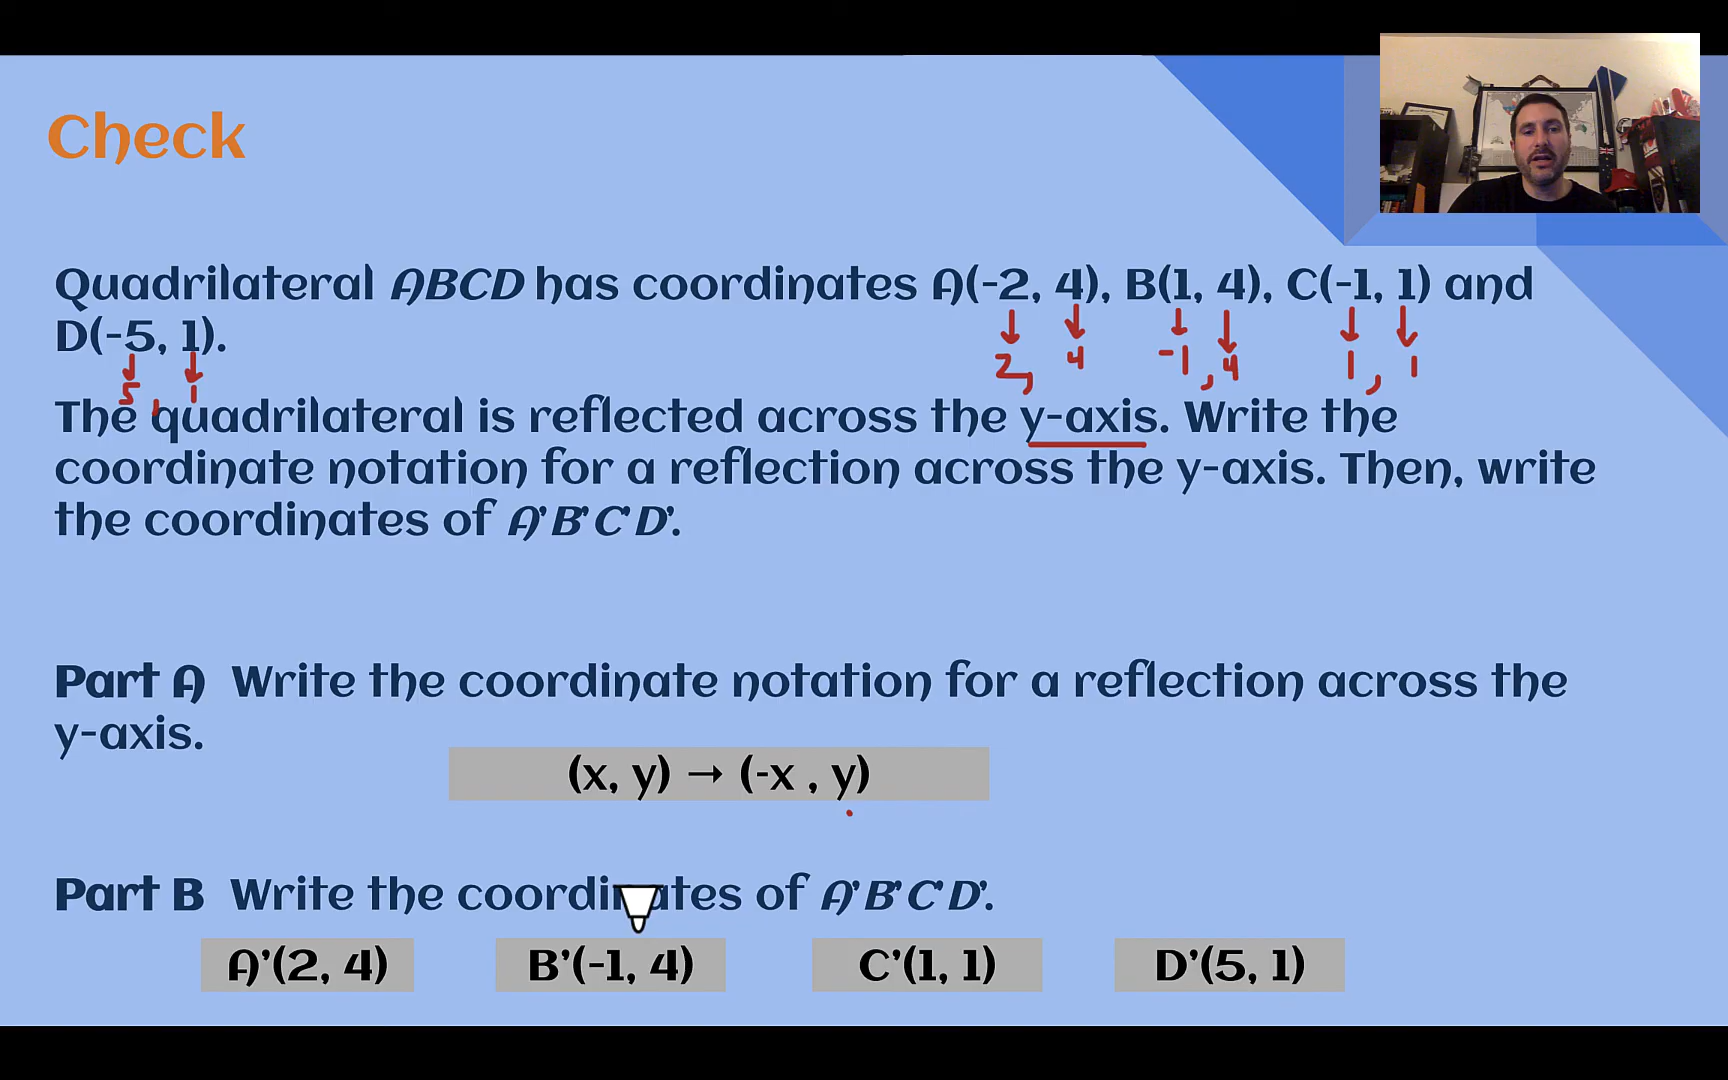 Check
Quadrilateral ABCD has coordinates A(-2, 4), B(1, 4), C(-1, 1) and
D(-5, 1).
2, 4 -1, 4 1, 1
5, 1
The quadrilateral is reflected across the y-axis. Write the
coordinate notation for a reflection across the y-axis. Then, write
the coordinates of A'B'C'D'.
Part A Write the coordinate notation for a reflection across the
y-axis.
(x, y) → (-x , y)
Part B Write the coordinates of A'B'C'D'.
A'(2, 4) B'(-1, 4) C'(1, 1) D'(5, 1)